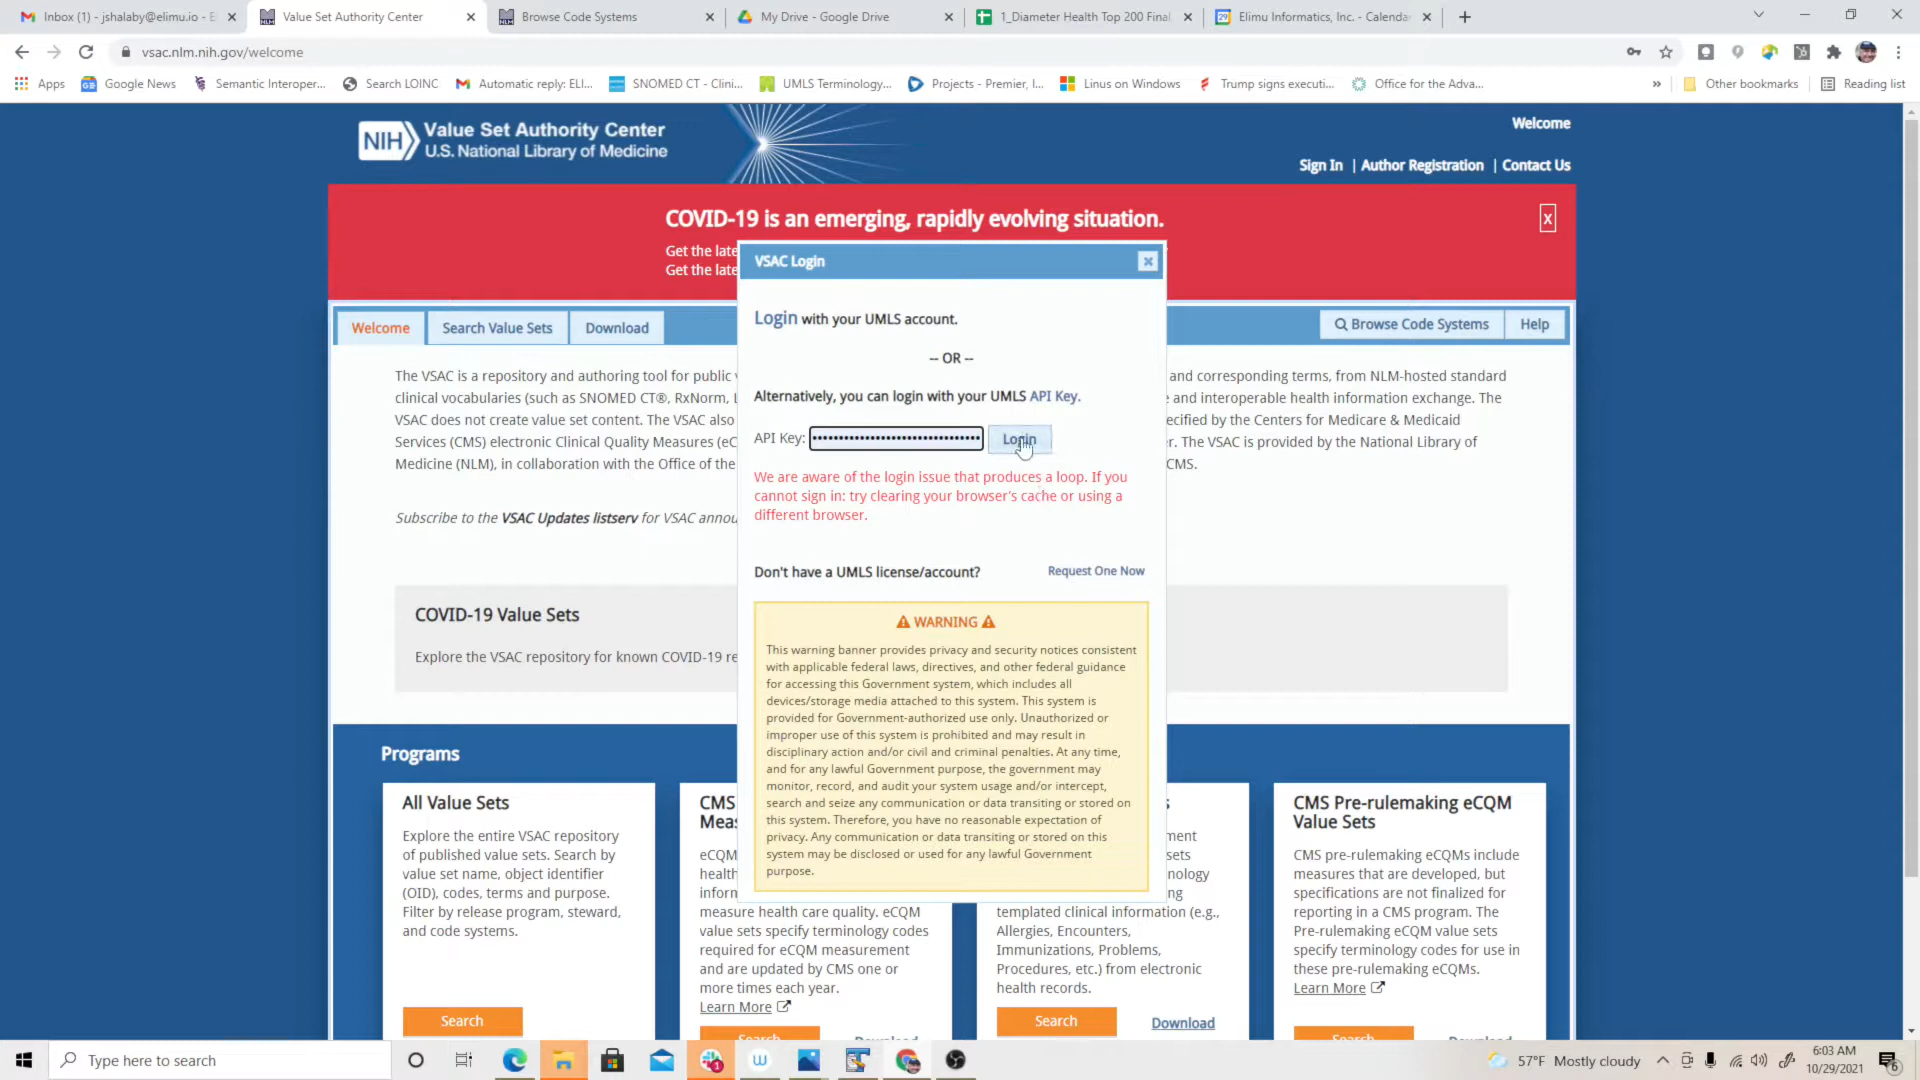 Inbox (1) - jshalaby@elimu.io - E
Value Set Authority Center
Browse Code Systems
My Drive - Google Drive
1_Diameter Health Top 200 Final
Elimu Informatics, Inc. - Calenda
vsac.nlm.nih.gov/welcome
Apps
Google News
Semantic Interoper...
Search LOINC
Automatic reply: ELI...
SNOMED CT - Clini...
UMLS Terminology...
Projects - Premier, I...
Linus on Windows
Trump signs executi...
Office for the Adva...
»
Other bookmarks
Reading list
NIH
Value Set Authority Center
U.S. National Library of Medicine
Welcome
Sign In | Author Registration | Contact Us
COVID-19 is an emerging, rapidly evolving situation.
X
Get the late
Get the late
VSAC Login
Login with your UMLS account.
-- OR --
Alternatively, you can login with your UMLS API Key.
API Key:
Login
We are aware of the login issue that produces a loop. If you
cannot sign in: try clearing your browser's cache or using a
different browser.
Don't have a UMLS license/account?
Request One Now
WARNING
This warning banner provides privacy and security notices consistent
with applicable federal laws, directives, and other federal guidance
for accessing this Government system, which includes all
devices/storage media attached to this system. This system is
provided for Government-authorized use only. Unauthorized or
improper use of this system is prohibited and may result in
disciplinary action and/or civil and criminal penalties. At any time,
and for any lawful Government purpose, the government may
monitor, record, and audit your system usage and/or intercept,
search and seize any communication or data transiting or stored on
this system. Therefore, you have no reasonable expectation of
privacy. Any communication or data transiting or stored on this
system may be disclosed or used for any lawful Government
purpose.
Welcome
Search Value Sets
Download
Browse Code Systems
Help
The VSAC is a repository and authoring tool for public v
and corresponding terms, from NLM-hosted standard
clinical vocabularies (such as SNOMED CT®, RxNorm, L
e and interoperable health information exchange. The
VSAC does not create value set content. The VSAC also
ecified by the Centers for Medicare & Medicaid
Services (CMS) electronic Clinical Quality Measures (eC
r. The VSAC is provided by the National Library of
Medicine (NLM), in collaboration with the Office of the
CMS.
Subscribe to the VSAC Updates listserv for VSAC annou
COVID-19 Value Sets
Explore the VSAC repository for known COVID-19 re
Programs
All Value Sets
Explore the entire VSAC repository
of published value sets. Search by
value set name, object identifier
(OID), codes, terms and purpose.
Filter by release program, steward,
and code systems.
Search
CMS
Meas
eCQM
health
inform
measure health care quality. eCQM
value sets specify terminology codes
required for eCQM measurement
and are updated by CMS one or
more times each year.
Learn More
Search
Download
s
ment
sets
nology
ng
templated clinical information (e.g.,
Allergies, Encounters,
Immunizations, Problems,
Procedures, etc.) from electronic
health records.
Search
Download
CMS Pre-rulemaking eCQM
Value Sets
CMS pre-rulemaking eCQMs include
measures that are developed, but
specifications are not finalized for
reporting in a CMS program. The
Pre-rulemaking eCQM value sets
specify terminology codes for use in
these pre-rulemaking eCQMs.
Learn More
Search
Download
Type here to search
57°F Mostly cloudy
6:03 AM
10/29/2021